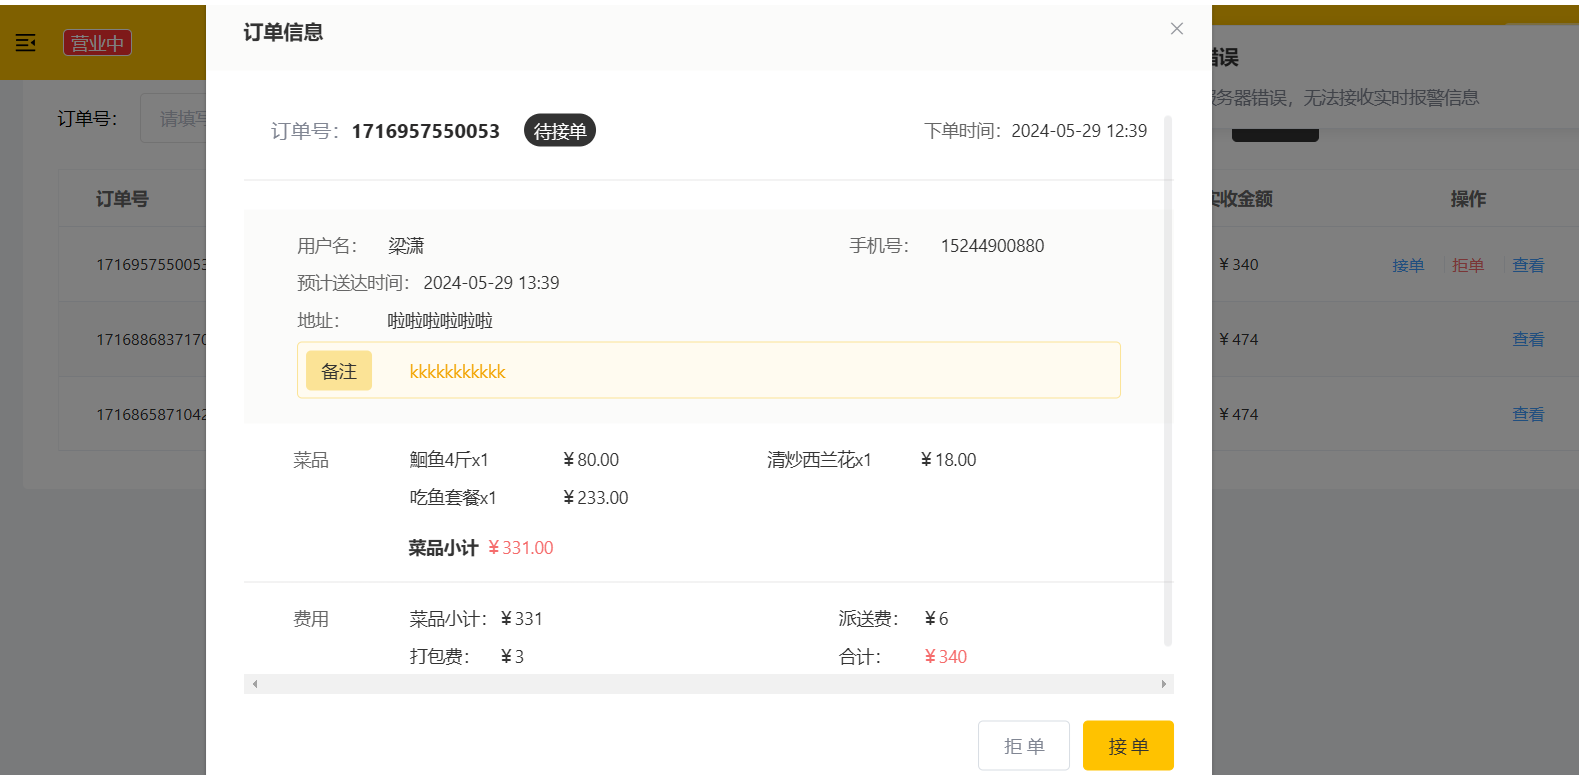 订单信息
营业中
错误
服务器错误，无法接收实时报警信息
订单号：
请填写
订单号：1716957550053 待接单 下单时间：2024-05-29 12:39
订单号 实收金额 操作
用户名： 梁潇 手机号： 15244900880
1716957550053 ￥340 接单 拒单 查看
预计送达时间： 2024-05-29 13:39
地址： 啦啦啦啦啦啦
1716886837170 ￥474 查看
备注 kkkkkkkkkkk
1716865871042 ￥474 查看
菜品 鮰鱼4斤x1 ￥80.00 清炒西兰花x1 ￥18.00
吃鱼套餐x1 ￥233.00
菜品小计 ￥331.00
费用 菜品小计： ￥331 派送费： ￥6
打包费： ￥3 合计： ￥340
拒 单 接 单